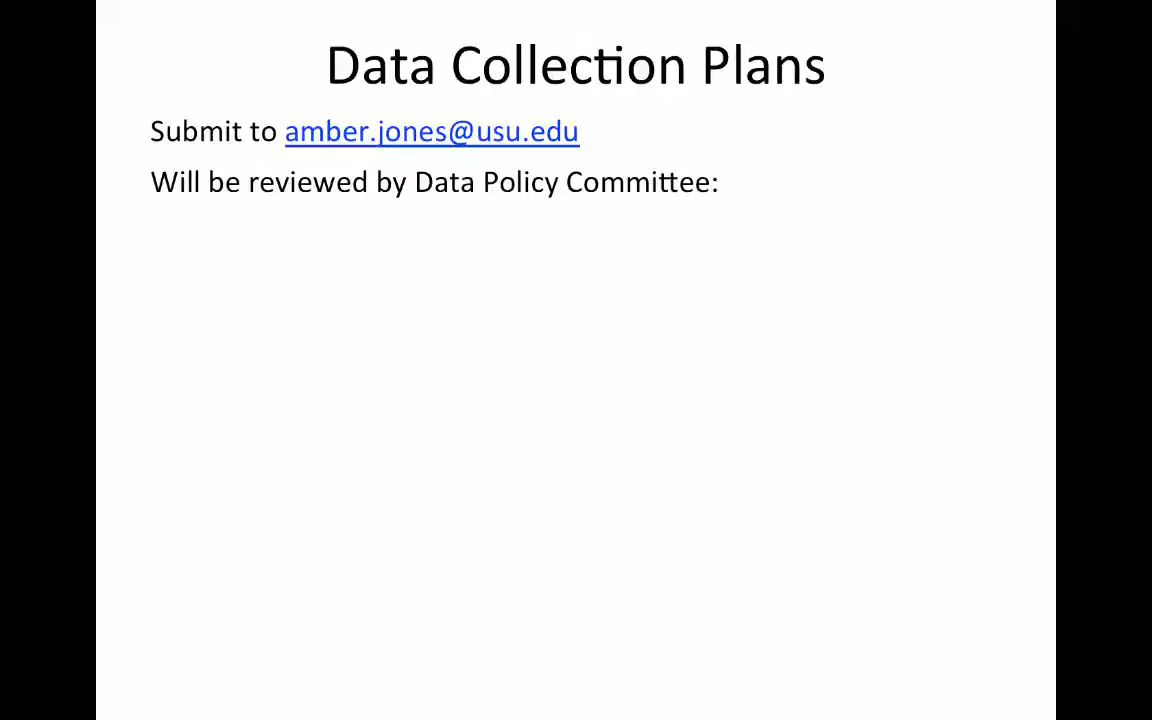 Data Collection Plans
Submit to amber.jones@usu.edu
Will be reviewed by Data Policy Committee: